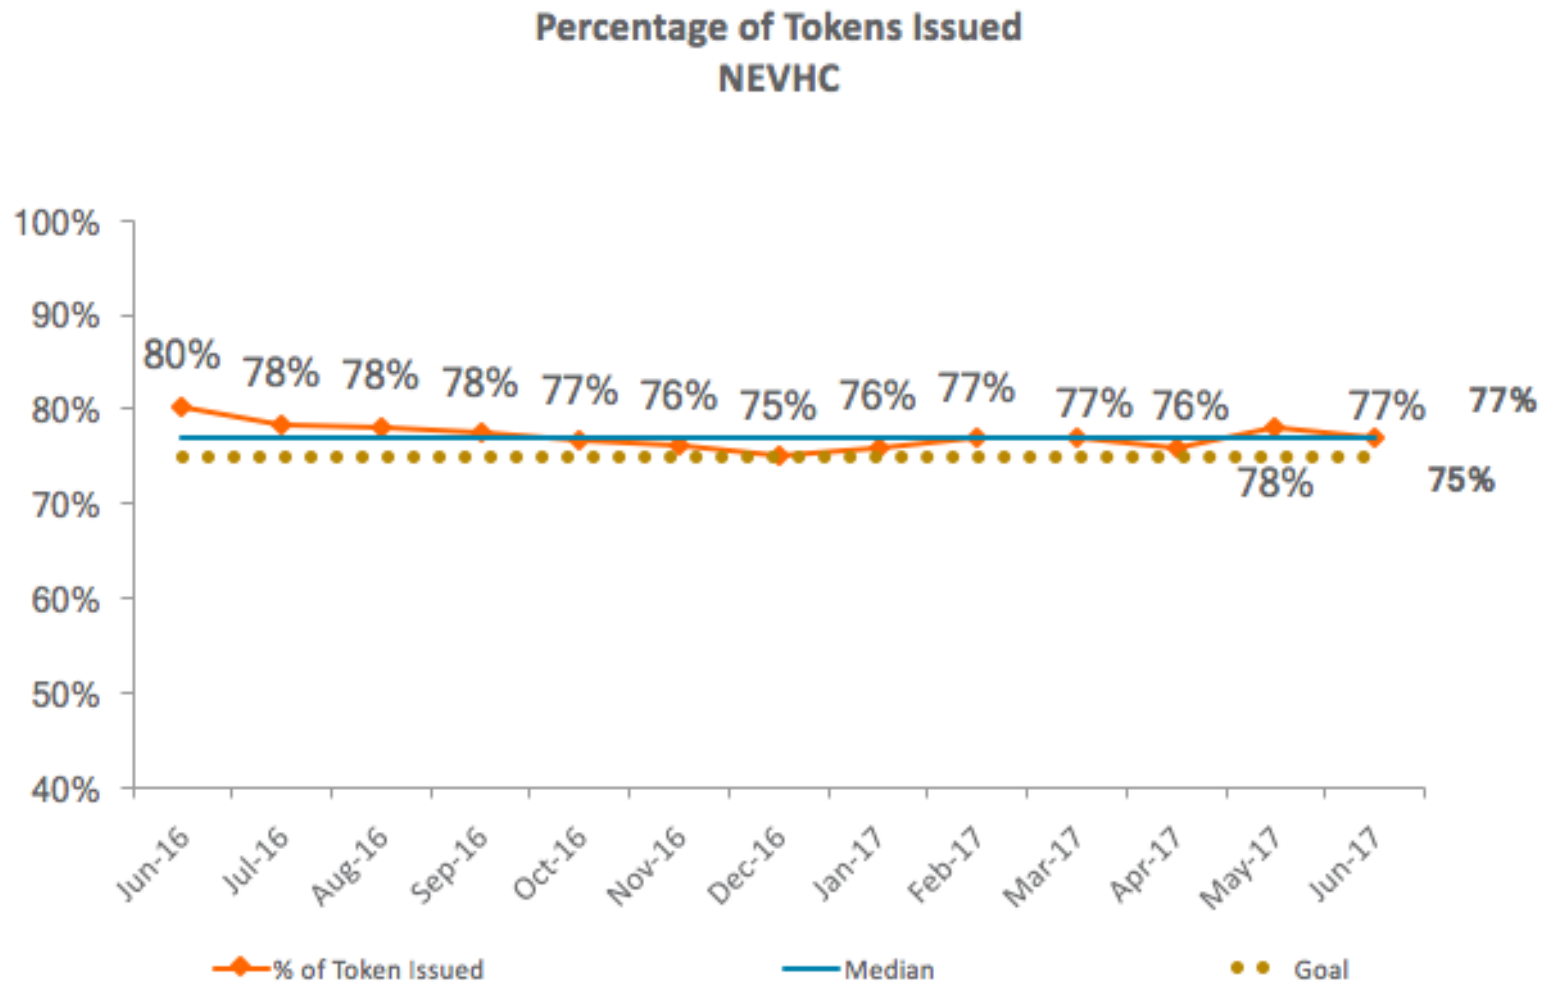 Percentage of Tokens Issued
NEVHC
100%
90%
80%
70%
60%
50%
40%
80% 78% 78% 78% 77% 76% 75% 76% 77% 77% 76% 78% 77%
77%
75%
Jun-16 Jul-16 Aug-16 Sep-16 Oct-16 Nov-16 Dec-16 Jan-17 Feb-17 Mar-17 Apr-17 May-17 Jun-17
% of Token Issued Median Goal